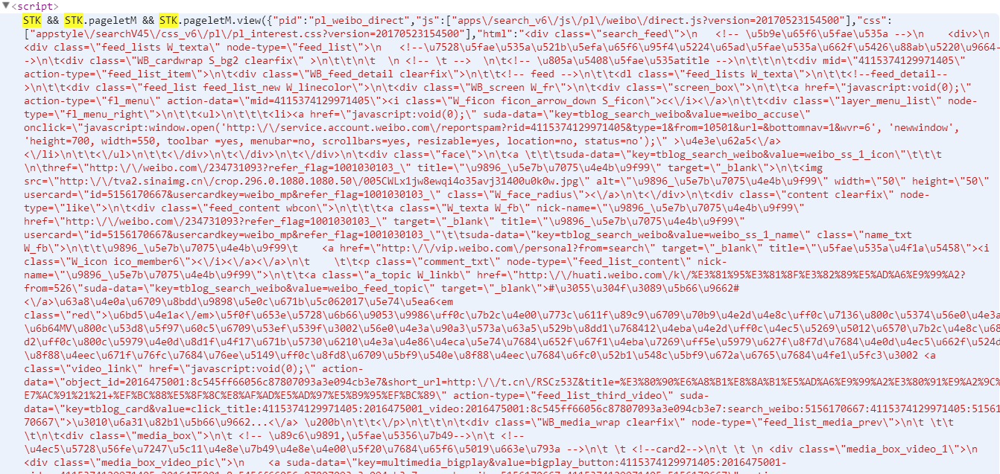 <script>
STK && STK.pageletM && STK.pageletM.view({"pid":"pl_weibo_direct","js":["apps\/search_v6\/js\/pl\/weibo\/direct.js?version=20170523154500"],"css":
["appstyle\/searchV45\/css_v6\/pl\/pl_interest.css?version=20170523154500"],"html":"<div class=\"search_feed\">\n   <!-- \u5b9e\u65f6\u5fae\u535a -->\n    <div>\n
<div class=\"feed_lists W_texta\" node-type=\"feed_list\">\n   <!--\u7528\u5fae\u535a\u521b\u5efa\u65f6\u95f4\u5224\u65ad\u5fae\u535a\u662f\u5426\u88ab\u5220\u9664-
->\n\t<div class=\"WB_cardwrap S_bg2 clearfix\" >\n\t\n\t  \n <!-- \t -->  \n\t<!-- \u805a\u5408\u5fae\u535atitle -->\n\t\t\n\t<div mid=\"4115374129971405\"
action-type=\"feed_list_item\">\n\t<div class=\"WB_feed_detail clearfix\">\n\t\t<!-- feed -->\n\t\t<dl class=\"feed_lists W_texta\">\n\t\t<!--feed_detail--
>\n\t\t<div class=\"feed_list feed_list_new W_linecolor\">\n\t<div class=\"WB_screen W_fr\">\n\t<div class=\"screen_box\">\n\t\t<a href=\"javascript:void(0);\"
action-type=\"fl_menu\" action-data=\"mid=4115374129971405\"><i class=\"W_ficon ficon_arrow_down S_ficon\">c<\/i><\/a>\n\t\t<div class=\"layer_menu_list\" node-
type=\"fl_menu_right\">\n\t\t<ul>\n\t\t\t<li><a href=\"javascript:void(0);\" suda-data=\"key=tblog_search_weibo&value=weibo_accuse\"
onclick=\"javascript:window.open('http:\/\/service.account.weibo.com\/reportspam?rid=4115374129971405&type=1&from=10501&url=&bottomnav=1&wvr=6', 'newwindow',
'height=700, width=550, toolbar =yes, menubar=no, scrollbars=yes, resizable=yes, location=no, status=no');\" >\u4e3e\u62a5<\/a>
<\/li>\n\t\t<\/ul>\n\t\t<\/div>\n\t<\/div>\n\t<\/div>\n\t<div class=\"face\">\n\t<a \t\t\tsuda-data=\"key=tblog_search_weibo&value=weibo_ss_1_icon\"\t\t\t
\n\thref=\"http:\/\/weibo.com\/234731093?refer_flag=1001030103_\" title=\"\u9896_\u5e7b\u7075\u4e4b\u9f99\" target=\"_blank\">\n\t<img
src=\"http:\/\/tva2.sinaimg.cn\/crop.296.0.1080.1080.50\/005CWLx1jw8ewqi4o35avj31400u0k0w.jpg\" alt=\"\u9896_\u5e7b\u7075\u4e4b\u9f99\" width=\"50\" height=\"50\"
usercard=\"id=5156170667&usercardkey=weibo_mp&refer_flag=1001030103_\" class=\"W_face_radius\"><\/a>\n\t<\/div>\n\t<div class=\"content clearfix\" node-
type=\"like\">\n\t<div class=\"feed_content wbcon\">\n\t\t\t<a class=\"W_texta W_fb\" nick-name=\"\u9896_\u5e7b\u7075\u4e4b\u9f99\"
href=\"http:\/\/weibo.com\/234731093?refer_flag=1001030103_\" target=\"_blank\" title=\"\u9896_\u5e7b\u7075\u4e4b\u9f99\"
usercard=\"id=5156170667&usercardkey=weibo_mp&refer_flag=1001030103_\"\t\tsuda-data=\"key=tblog_search_weibo&value=weibo_ss_1_name\" class=\"name_txt
W_fb\">\n\t\t\u9896_\u5e7b\u7075\u4e4b\u9f99\t    <a href=\"http:\/\/vip.weibo.com\/personal?from=search\" target=\"_blank\" title=\"\u5fae\u535a\u4f1a\u5458\"><i
class=\"W_icon ico_member6\"><\/i><\/a><\/a>\n\t    \t\t<p class=\"comment_txt\" node-type=\"feed_list_content\" nick-
name=\"\u9896_\u5e7b\u7075\u4e4b\u9f99\">\n\t\t<a class=\"a_topic W_linkb\" href=\"http:\/\/huati.weibo.com\/k\/%E3%81%95%E3%81%8F%E3%82%89%E5%AD%A6%E9%99%A2?
from=526\"suda-data=\"key=tblog_search_weibo&value=weibo_feed_topic\" target=\"_blank\">#\u3055\u304f\u3089\u5b66\u9662#
<\/a>\u63a8\u4e0a\u6709\u8bdd\u9898\u5e0c\u671b\u5c062017\u5e74\u5ea6<em
class=\"red\">\u6bd5\u4e1a<\/em>\u5f0f\u653e\u5728\u6b66\u9053\u9986\uff0c\u7b2c\u4e00\u773c\u611f\u89c9\u6709\u70b9\u4e2d\u4e8c\uff0c\u7136\u800c\u5374\u56e0\u4e3a
\u6b64MV\u800c\u53d8\u5f97\u60c5\u6709\u53ef\u539f\u3002\u56e0\u4e3a\u90a3\u573a\u63a5\u529b\u8dd1\u768412\u4eba\u4e2d\uff0c\u4ec5\u5269\u5012\u6570\u7b2c\u4e8c\u68
d2\uff0c\u800c\u5979\u4e0d\u8d1f\u4f17\u671b\u5730\u6210\u4e3a\u4e86\u4eca\u5e74\u7684\u652f\u67f1\u4eba\u7269\uff5e\u5979\u627f\u8f7d\u7684\u4e0d\u4ec5\u662f\u524d
\u8f88\u4eec\u671f\u76fc\u7684\u76ee\u5149\uff0c\u8fd8\u6709\u5bf9\u540e\u8f88\u4eec\u7684\u6fc0\u52b1\u548c\u5bf9\u672a\u6765\u7684\u4fe1\u5fc3\u3002 <a
class=\"video_link\" href=\"javascript:void(0);\" action-
data=\"object_id=2016475001:8c545ff66056c87807093a3e094cb3e7&short_url=http:\/\/t.cn\/RSCz53Z&title=%E3%80%90%E6%A8%B1%E8%8A%B1%E5%AD%A6%E9%99%A2%E3%80%91%E9%A2%9C%
E7%AC%91%21%21+%EF%BC%88%E5%8F%8C%E8%AF%AD%E5%AD%97%E5%B9%95%EF%BC%89\" action-type=\"feed_list_third_video\" suda-
data=\"key=tblog_card&value=click_title:4115374129971405:2016475001_video:2016475001:8c545ff66056c87807093a3e094cb3e7:search_weibo:5156170667:4115374129971405:51561
70667\">\u3010\u6a31\u82b1\u5b66\u9662...<\/a> \u200b\n\t\t<\/p>\n\t\t\n\t<div class=\"WB_media_wrap clearfix\" node-type=\"feed_list_media_prev\">\n\t \t\t
\t\n\t<div class=\"media_box\">\n\t <!-- \u89c6\u9891,\u5fae\u5356\u7b49-->\n\t <!--
\u4ec5\u5728\u56fe\u7247\u5c11\u4e8e\u7b49\u4e8e\u4e00\u5f20\u7684\u65f6\u5019\u663e\u793a -->\n\t \t <!--card2-->\n\t \t \n <div class=\"media_box_video_1\">\n
<div class=\"media_box_video_pic\">\n    <a suda-data=\"key=multimedia_bigplay&value=bigplay_button:4115374129971405:2016475001-